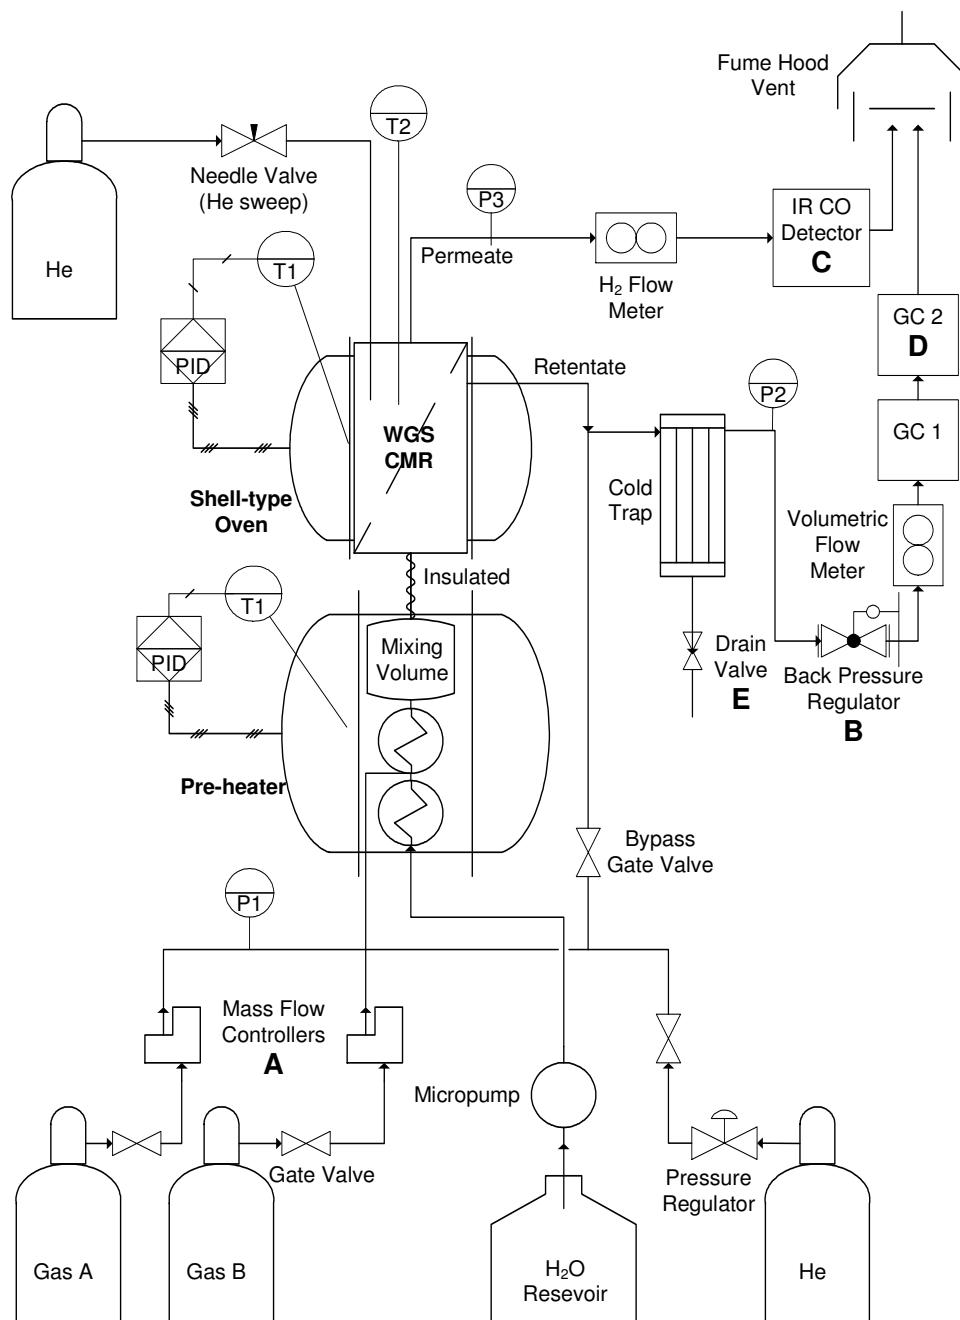 Fume Hood
Vent
T2
Needle Valve
(He sweep)
P3
IR CO
Detector
C
He
T1
Permeate
H₂ Flow
Meter
GC 2
D
PID
Retentate
P2
WGS
CMR
GC 1
Shell-type
Oven
Cold
Trap
Volumetric
Flow
Meter
Insulated
T1
Mixing
Volume
PID
Drain
Valve
E
Back Pressure
Regulator
B
Pre-heater
Bypass
Gate Valve
P1
Mass Flow
Controllers
A
Micropump
Gate Valve
Pressure
Regulator
Gas A
Gas B
H₂O
Resevoir
He